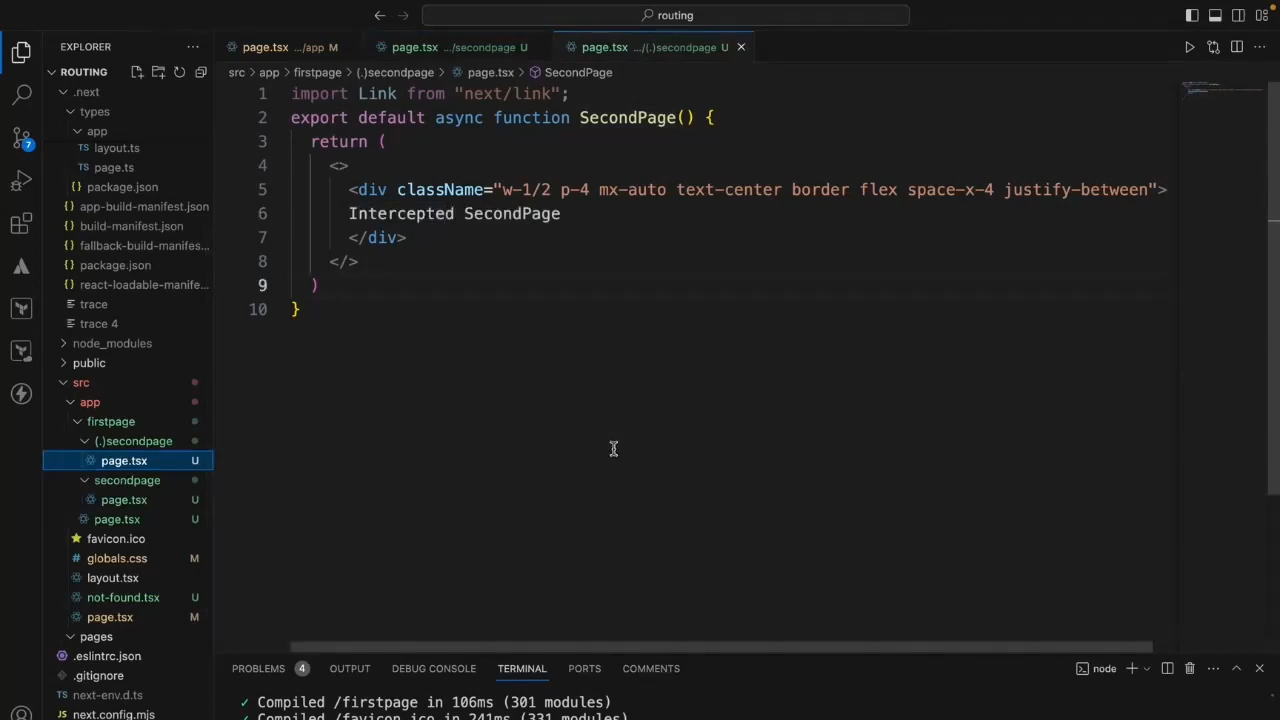 routing
EXPLORER
page.tsx .../app M
page.tsx .../secondpage U
page.tsx .../(.)secondpage U
ROUTING
src > app > firstpage > (.)secondpage > page.tsx > SecondPage
.next
types
app
TS layout.ts
TS page.ts
{} package.json
{} app-build-manifest.json
{} build-manifest.json
{} fallback-build-manifes...
{} package.json
{} react-loadable-manife...
trace
trace 4
node_modules
public
src
app
firstpage
(.)secondpage
page.tsx U
secondpage
page.tsx U
page.tsx U
favicon.ico
# globals.css M
layout.tsx
not-found.tsx U
page.tsx M
pages
.eslintrc.json
.gitignore
TS next-env.d.ts
JS next.config.mjs
7
1 import Link from "next/link";
2 export default async function SecondPage() {
3 return (
4 <>
5 <div className="w-1/2 p-4 mx-auto text-center border flex space-x-4 justify-between">
6 Intercepted SecondPage
7 </div>
8 </>
9 )
10 }
PROBLEMS 4 OUTPUT DEBUG CONSOLE TERMINAL PORTS COMMENTS
node
✓ Compiled /firstpage in 106ms (301 modules)
✓ Compiled /favicon.ico in 241ms (331 modules)